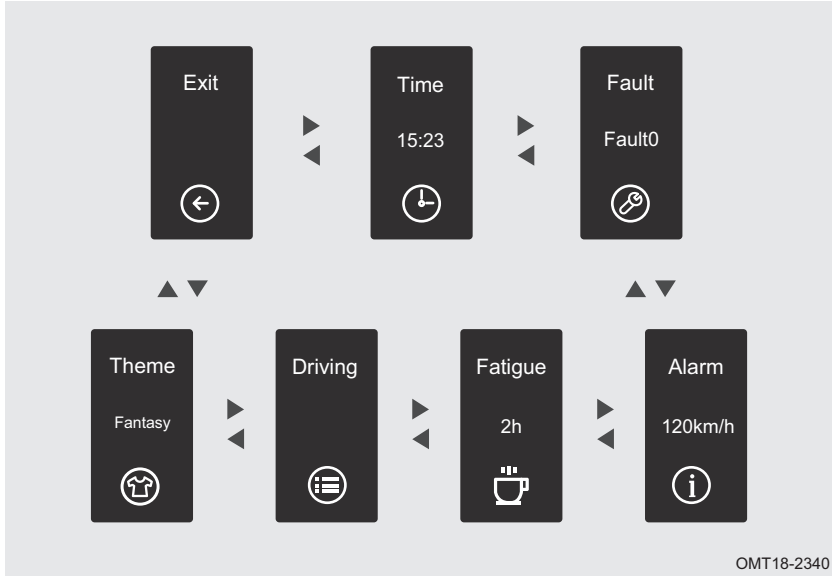 Exit
Time
15:23
Fault
Fault0
Theme
Fantasy
Driving
Fatigue
2h
Alarm
120km/h
i
OMT18-2340